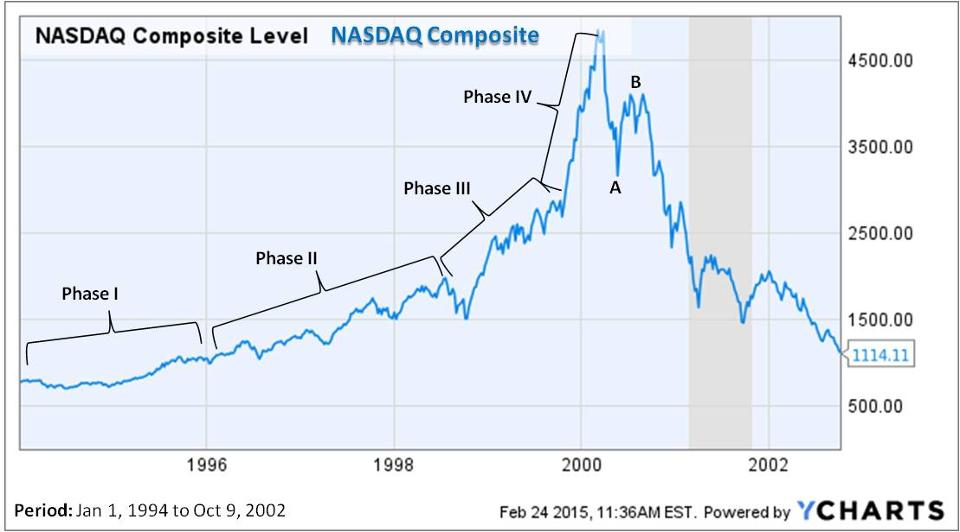 NASDAQ Composite Level NASDAQ Composite
4500.00
Phase IV
B
3500.00
Phase III
A
Phase II
2500.00
Phase I
1500.00
1114.11
500.00
1996 1998 2000 2002
Period: Jan 1, 1994 to Oct 9, 2002
Feb 24 2015, 11:36AM EST. Powered by YCHARTS